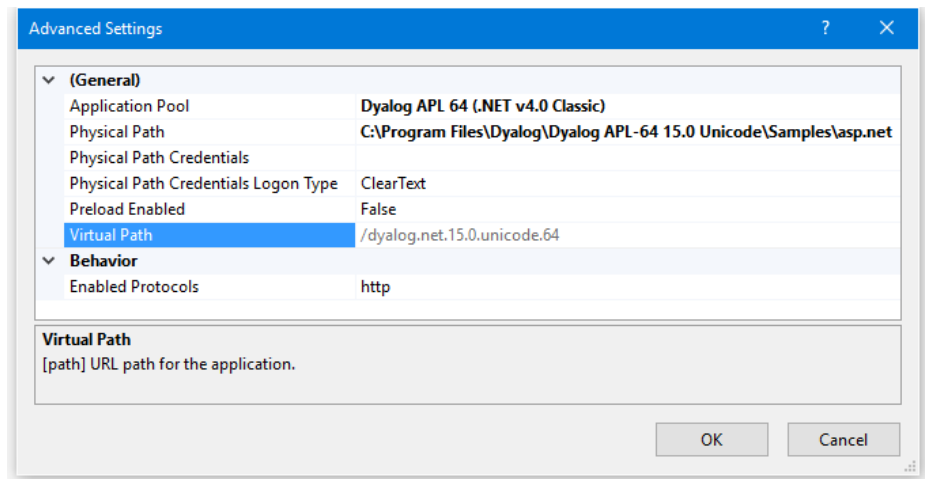 Advanced Settings ? ×
(General)
Application Pool Dyalog APL 64 (.NET v4.0 Classic)
Physical Path C:\Program Files\Dyalog\Dyalog APL-64 15.0 Unicode\Samples\asp.net
Physical Path Credentials
Physical Path Credentials Logon Type ClearText
Preload Enabled False
Virtual Path /dyalog.net.15.0.unicode.64
Behavior
Enabled Protocols http
Virtual Path
[path] URL path for the application.
OK Cancel